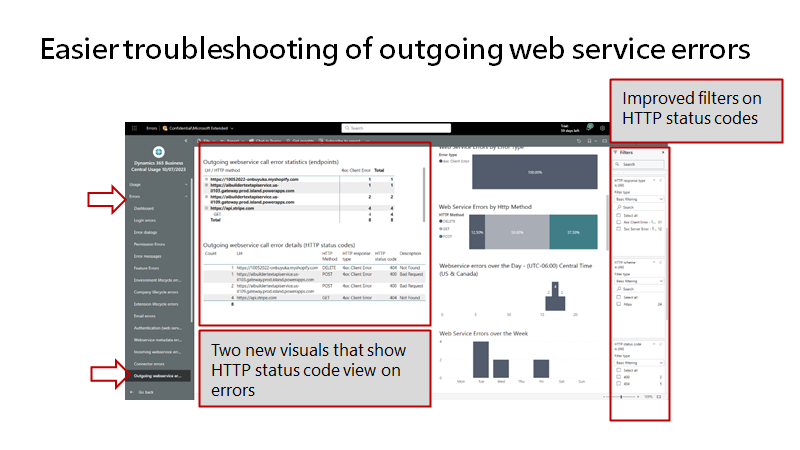 Easier troubleshooting of outgoing web service errors
Improved filters on
HTTP status codes
Errors
Confidential\Microsoft Extended
Search
Trial:
Dynamics 365 Business
Central Usage 10/07/2023
Usage
Errors
Dashboard
Login errors
Error dialogs
Permission Errors
Error messages
Feature Errors
Environment lifecycle err...
Company lifecycle errors
Extension lifecycle errors
Email errors
Authentication (web serv...
Webservice metadata err...
Incoming webservice err...
Connector errors
Outgoing webservice er...
Go back
Outgoing webservice call error statistics (endpoints)
Url / HTTP method 4xx: Client Error Total
https://10052022-onbuyuka.myshopify.com 1 1
https://aibuildertextapiservice.us- 1 1
il103.gateway.prod.island.powerapps.com
https://aibuildertextapiservice.us- 2 2
il109.gateway.prod.island.powerapps.com
https://api.stripe.com 4 4
GET 4 4
Total 8 8
Outgoing webservice call error details (HTTP status codes)
Count Url HTTP Method HTTP response type HTTP status code Description
1 https://10052022-onbuyuka.myshopify.com DELETE 4xx: Client Error 404 Not Found
1 https://aibuildertextapiservice.us- POST 4xx: Client Error 400 Bad Request
il103.gateway.prod.island.powerapps.com
2 https://aibuildertextapiservice.us- POST 4xx: Client Error 400 Bad Request
il109.gateway.prod.island.powerapps.com
4 https://api.stripe.com GET 4xx: Client Error 404 Not Found
8
Two new visuals that show
HTTP status code view on
errors
Web Service Errors by Error Type
Error type
4xx: Client Error
100.00%
Web Service Errors by Http Method
HTTP Method
DELETE
GET
POST
12.50% 50.00% 37.50%
Webservice errors over the Day - (UTC-06:00) Central Time
(US & Canada)
4
0 5 10 15 20
Web Service Errors over the Week
4
2
0
Mon Tue Wed Thu Fri Sat Sun
Filters
Search
HTTP response type
is (All)
Filter type
Basic filtering
Search
Select all
HTTP scheme
is (All)
Filter type
Basic filtering
Search
Select all
https
HTTP status code
is (All)
Filter type
Basic filtering
Select all
400
404